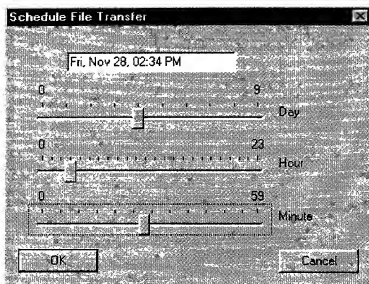 Schedule File Transfer
Fri, Nov 28, 02:34 PM
0 9
Day
0 23
Hour
0 59
Minute
OK Cancel